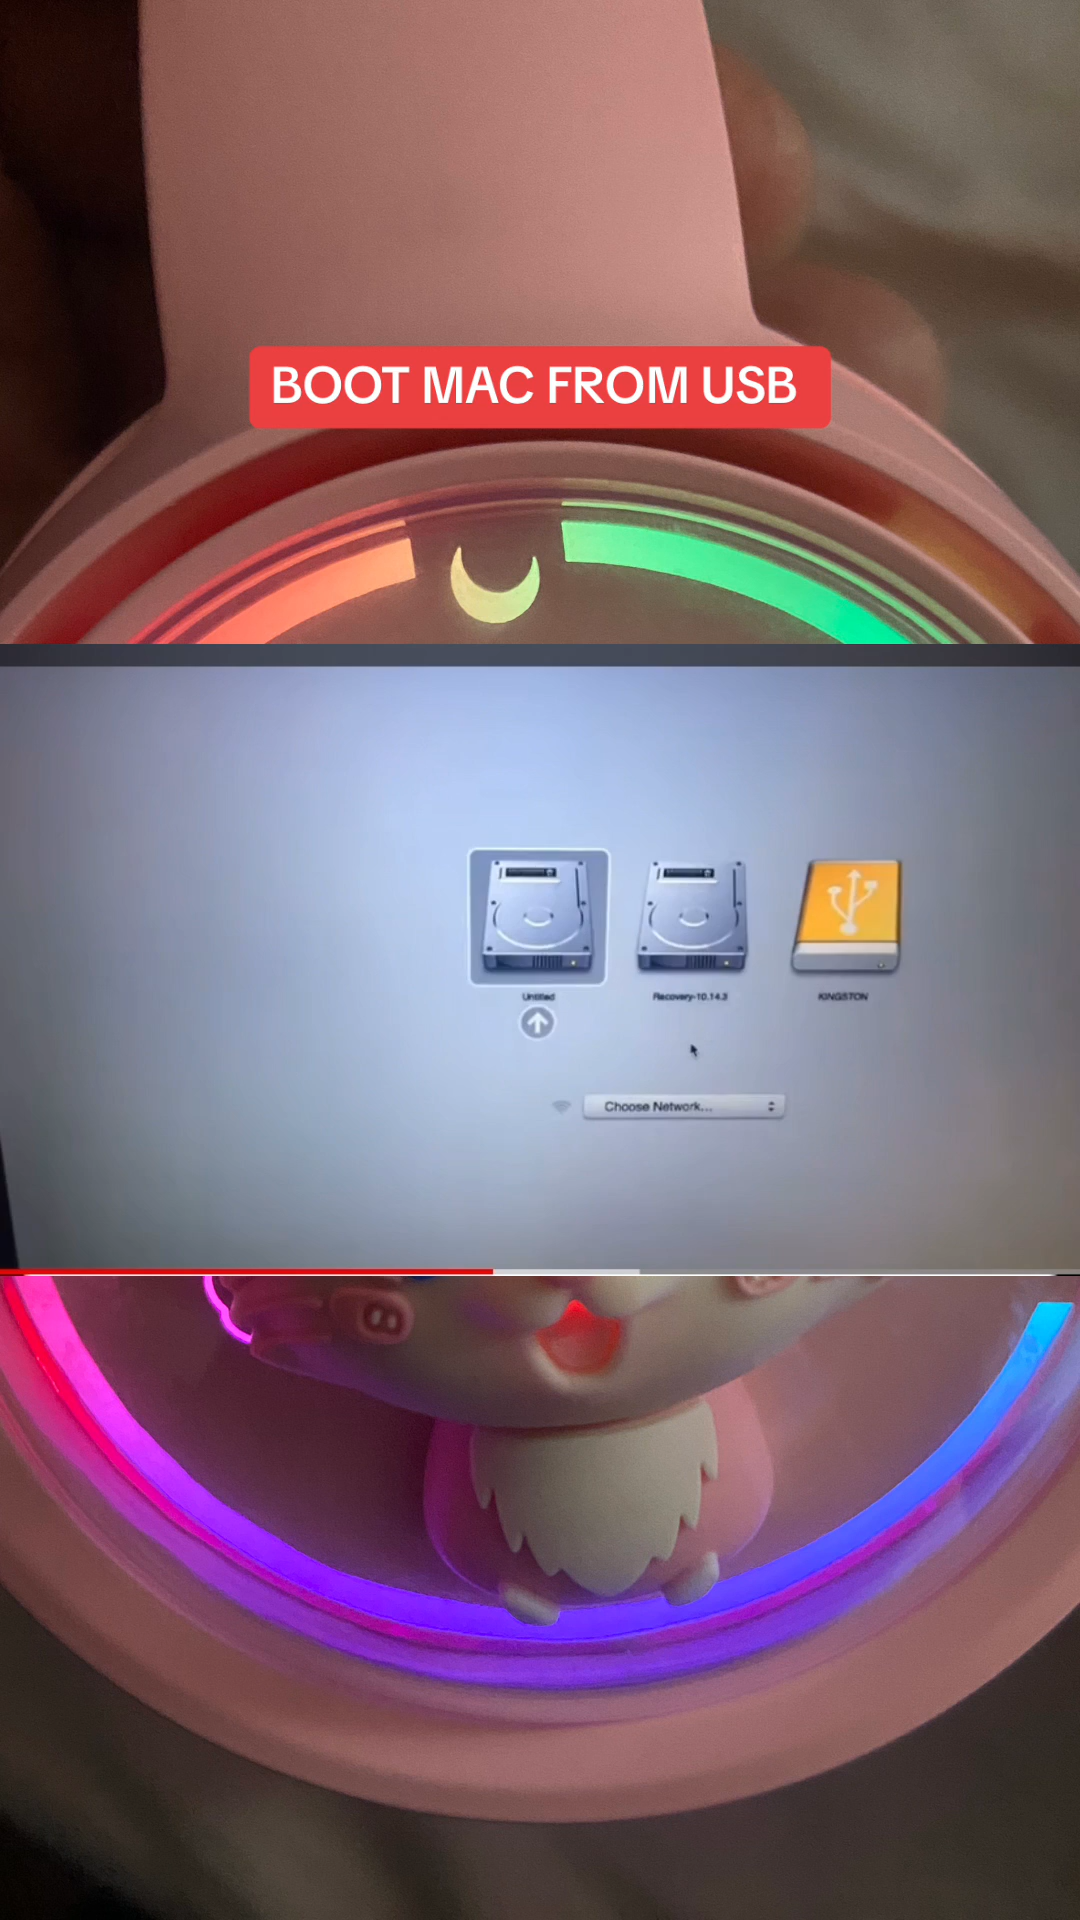 BOOT MAC FROM USB
Untitled
Recovery-10.14.3
KINGSTON
Choose Network...